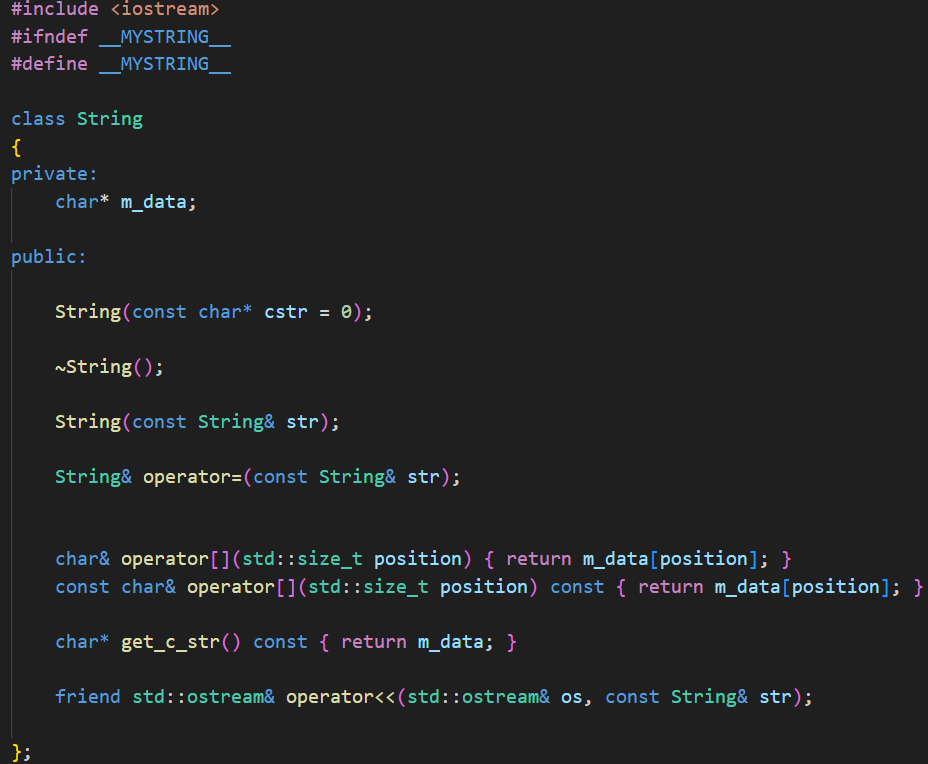 #include <iostream>
#ifndef __MYSTRING__
#define __MYSTRING__
class String
{
private:
    char* m_data;
public:
    String(const char* cstr = 0);
    ~String();
    String(const String& str);
    String& operator=(const String& str);
    char& operator[](std::size_t position) { return m_data[position]; }
    const char& operator[](std::size_t position) const { return m_data[position]; }
    char* get_c_str() const { return m_data; }
    friend std::ostream& operator<<(std::ostream& os, const String& str);
};